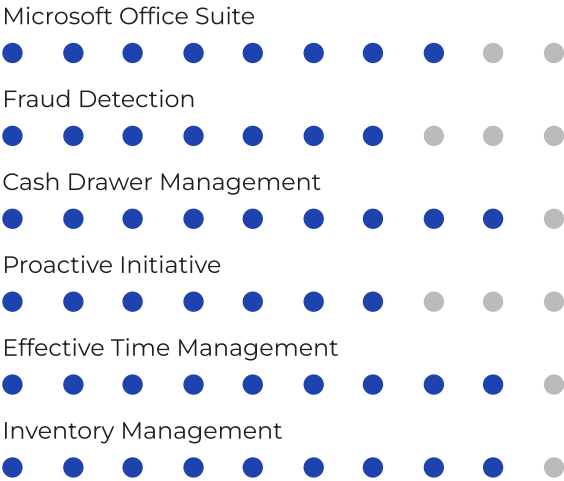 Microsoft Office Suite
Fraud Detection
Cash Drawer Management
Proactive Initiative
Effective Time Management
Inventory Management